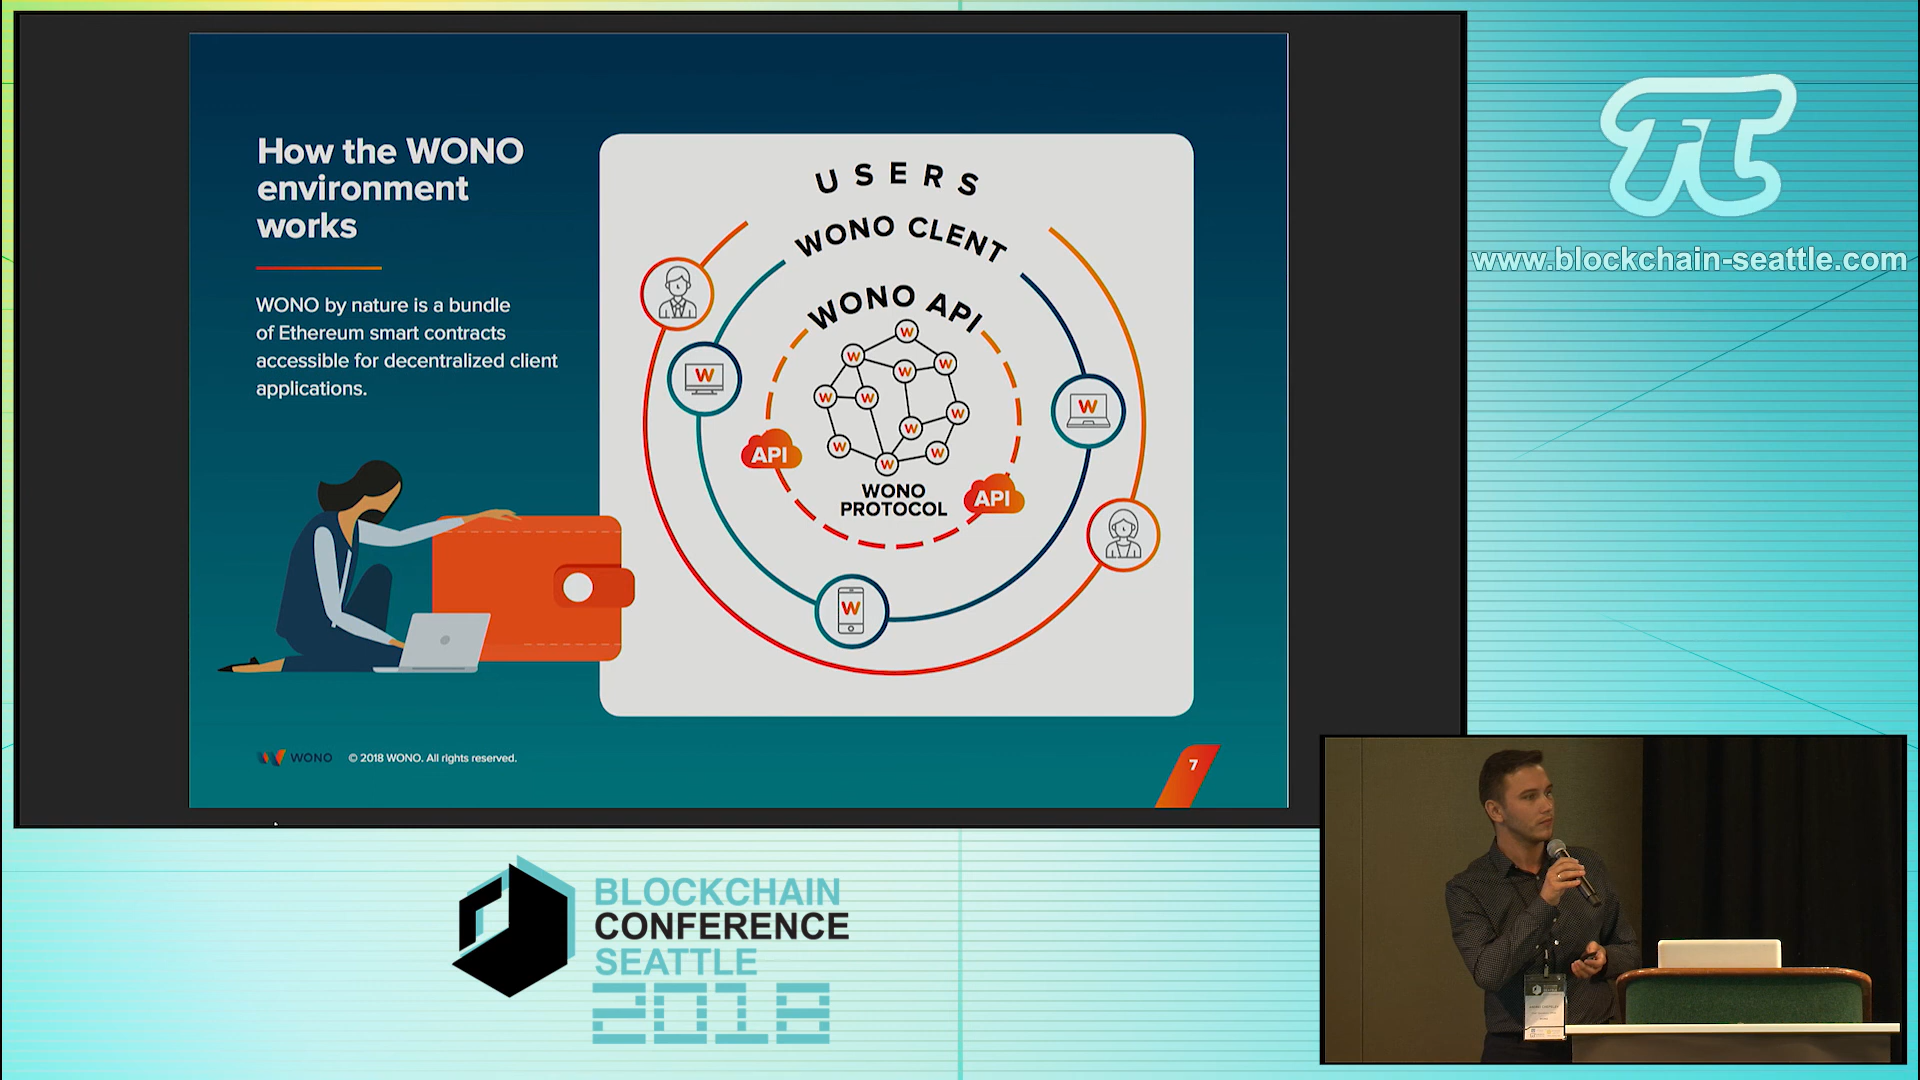 How the WONO
environment
works
WONO by nature is a bundle
of Ethereum smart contracts
accessible for decentralized client
applications.
USERS
WONO CLENT
WONO API
W
W
W
W
W
W
W
W
W
W
W
W
W
W
API
API
WONO
PROTOCOL
W
WONO
© 2018 WONO. All rights reserved.
7
www.blockchain-seattle.com
BLOCKCHAIN
CONFERENCE
SEATTLE
2018